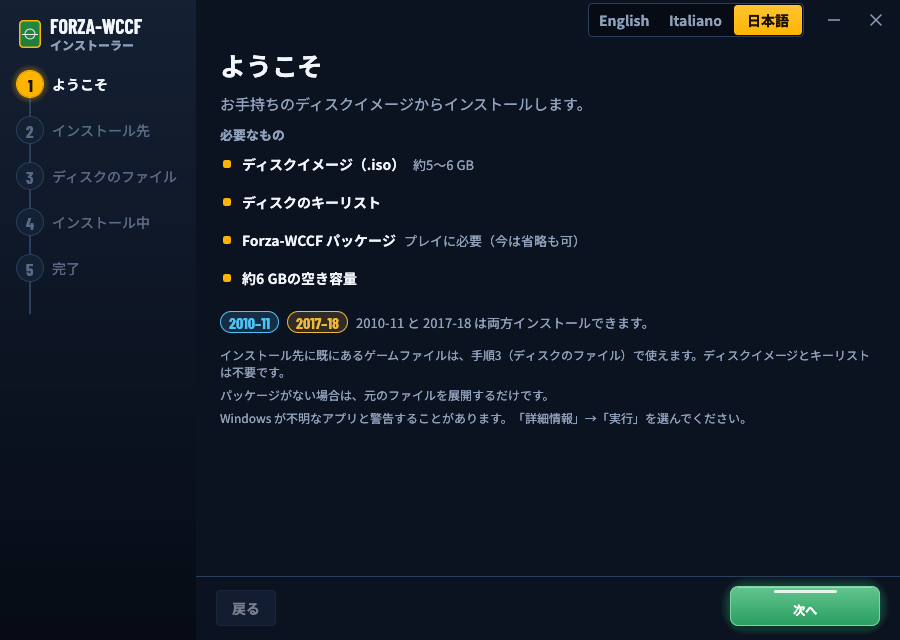 FORZA-WCCF
インストーラー
English Italiano 日本語
1 ようこそ
2 インストール先
3 ディスクのファイル
4 インストール中
5 完了
ようこそ
お手持ちのディスクイメージからインストールします。
必要なもの
ディスクイメージ（.iso） 約5～6 GB
ディスクのキーリスト
Forza-WCCF パッケージ プレイに必要（今は省略も可）
約6 GBの空き容量
2010–11 2017–18 2010-11 と 2017-18 は両方インストールできます。
インストール先に既にあるゲームファイルは、手順3（ディスクのファイル）で使えます。ディスクイメージとキーリスト
は不要です。
パッケージがない場合は、元のファイルを展開するだけです。
Windows が不明なアプリと警告することがあります。「詳細情報」→「実行」を選んでください。
戻る
次へ